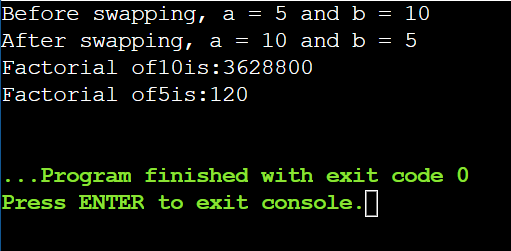 Before swapping, a = 5 and b = 10
After swapping, a = 10 and b = 5
Factorial of10is:3628800
Factorial of5is:120
...Program finished with exit code 0
Press ENTER to exit console.